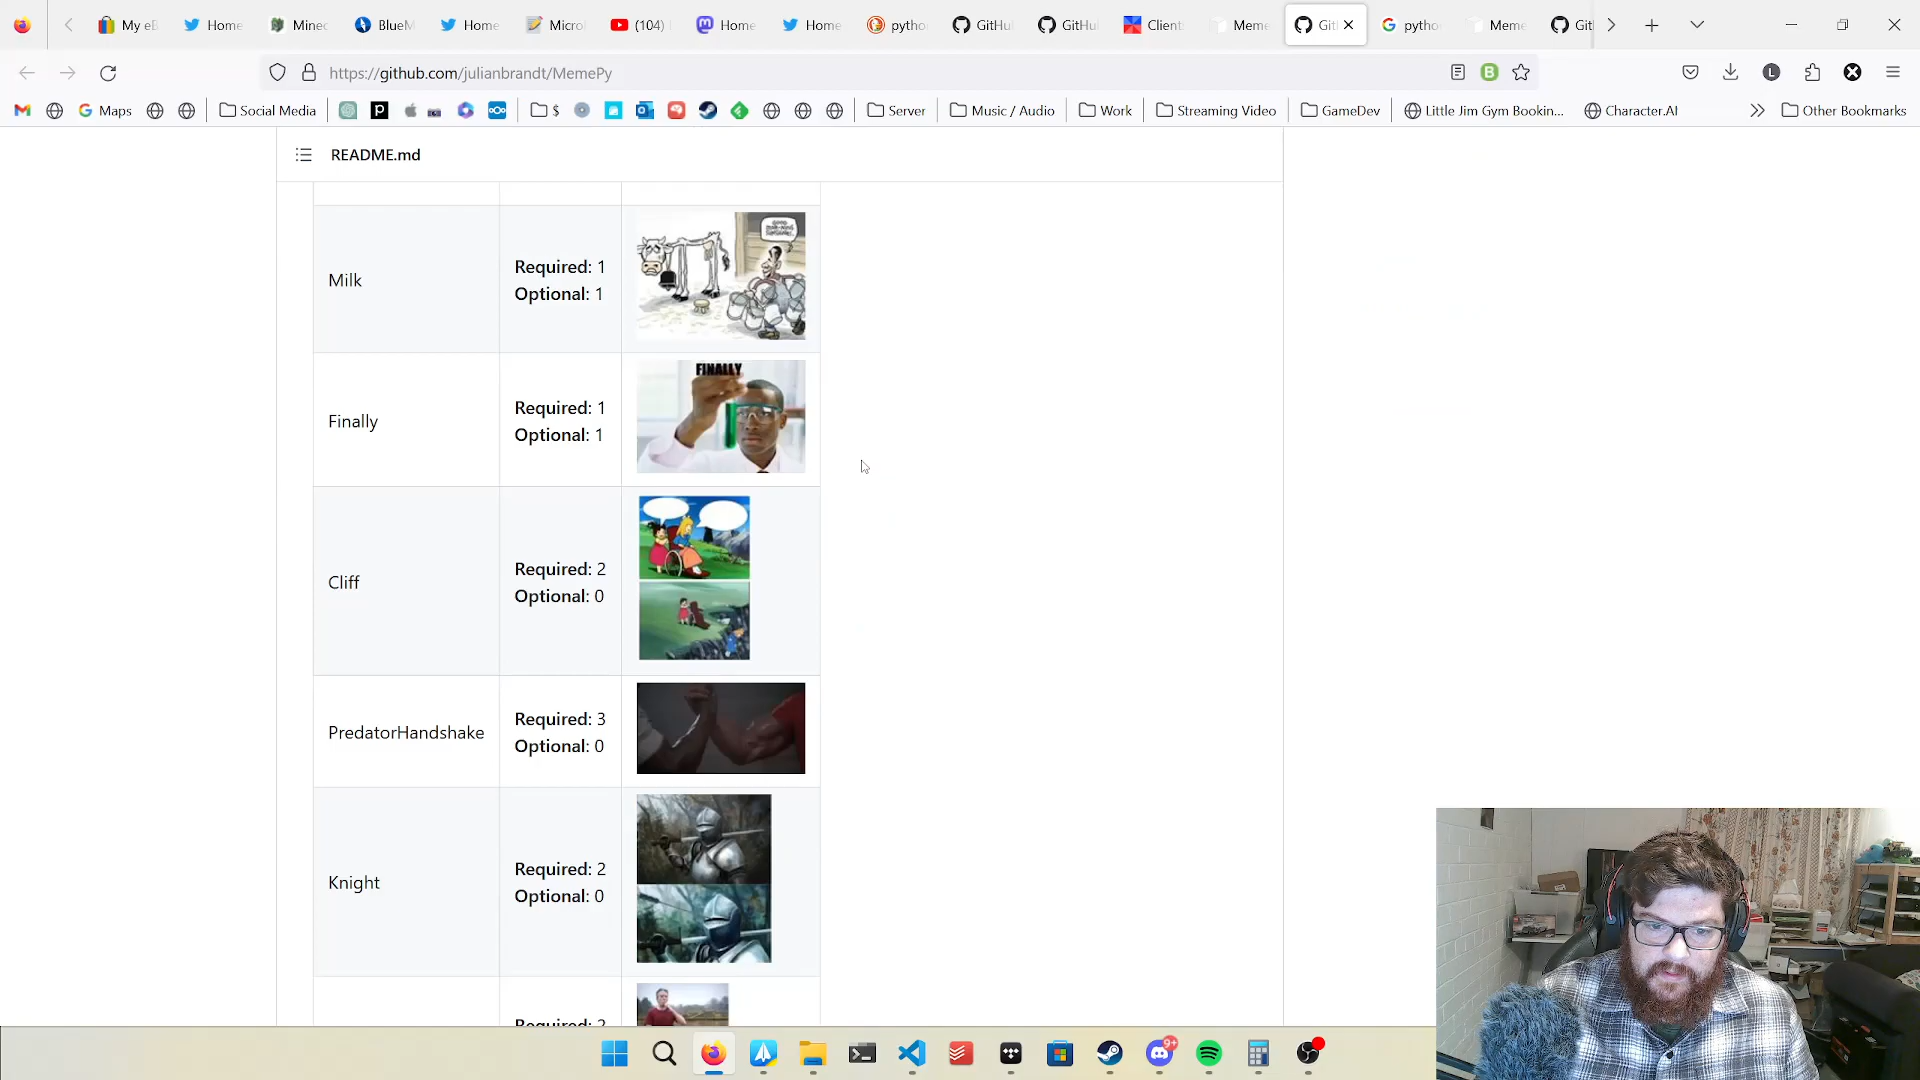 My eB
Home
Minec
BlueM
Home
Micro
(104)
Home
Home
pytho
GitHu
GitHu
Client
Meme
Git
pytho
Meme
Git
https://github.com/julianbrandt/MemePy
Maps
Social Media
$
Server
Music / Audio
Work
Streaming Video
GameDev
Little Jim Gym Bookin...
Character.AI
Other Bookmarks
README.md
Milk
Required: 1
Optional: 1
Finally
Required: 1
Optional: 1
FINALLY
Cliff
Required: 2
Optional: 0
PredatorHandshake
Required: 3
Optional: 0
Knight
Required: 2
Optional: 0
Required: 2
9+